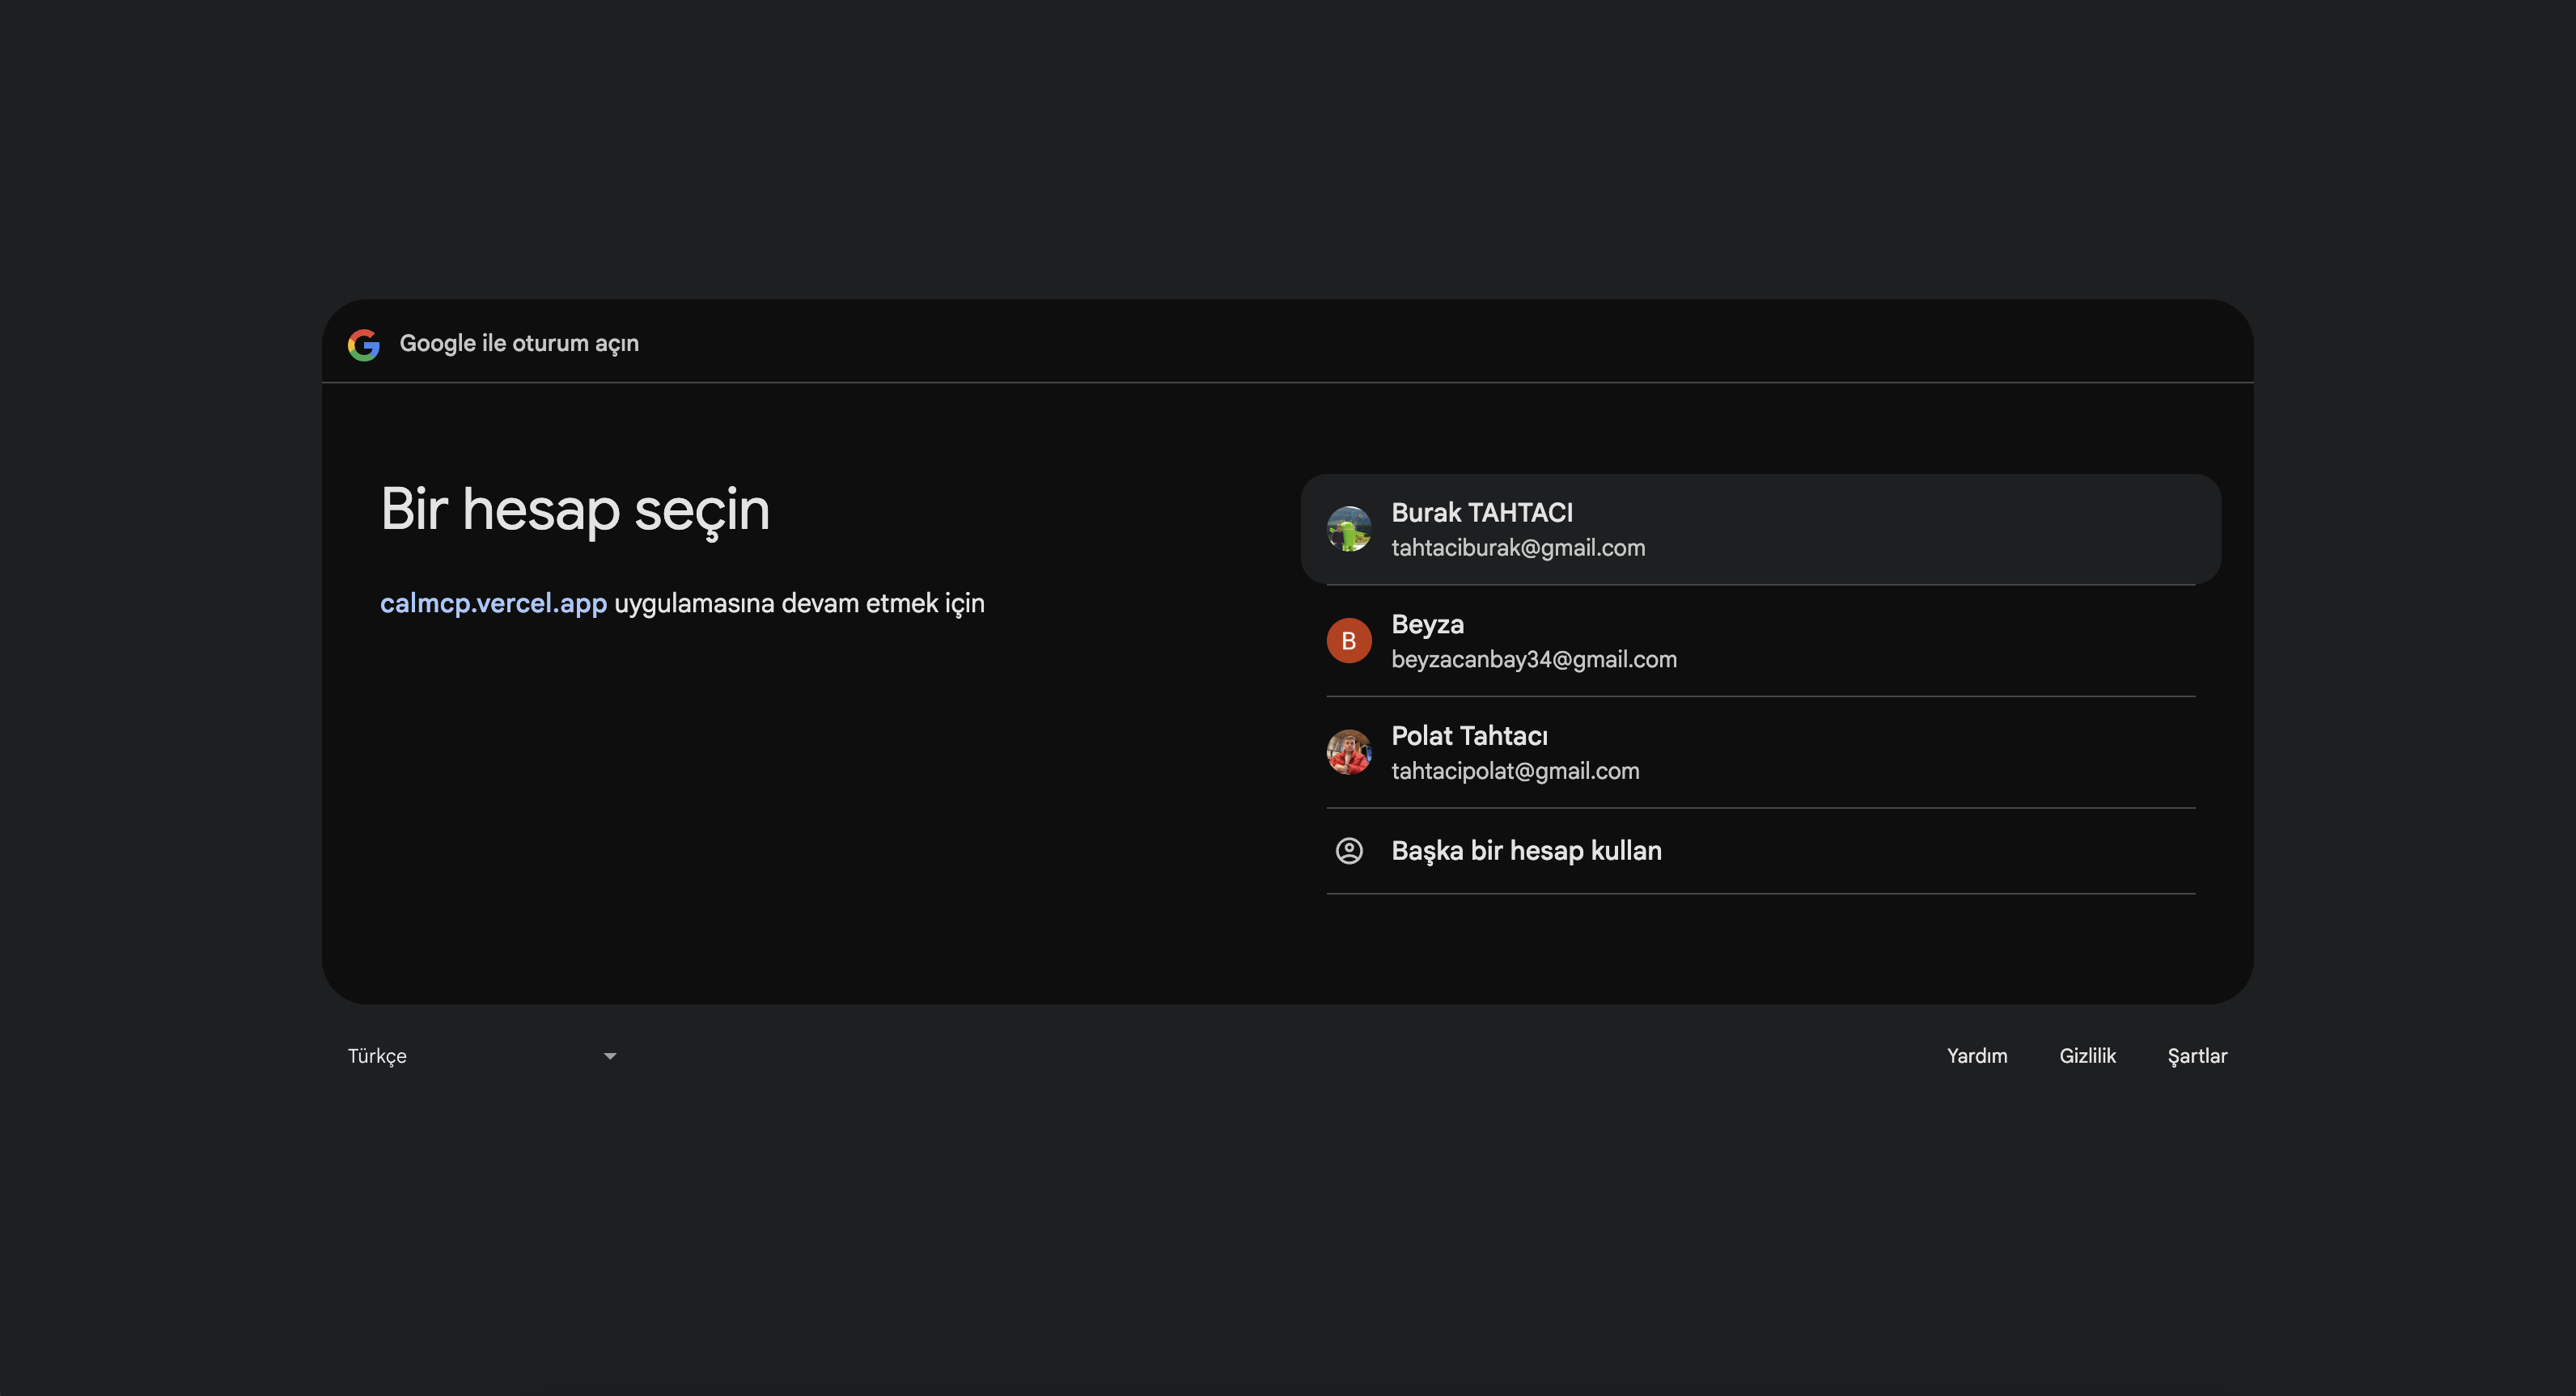 Google ile oturum açın
Bir hesap seçin
calmcp.vercel.app uygulamasına devam etmek için
Burak TAHTACI
tahtaciburak@gmail.com
B
Beyza
beyzacanbay34@gmail.com
Polat Tahtacı
tahtacipolat@gmail.com
Başka bir hesap kullan
Türkçe
Yardım
Gizlilik
Şartlar